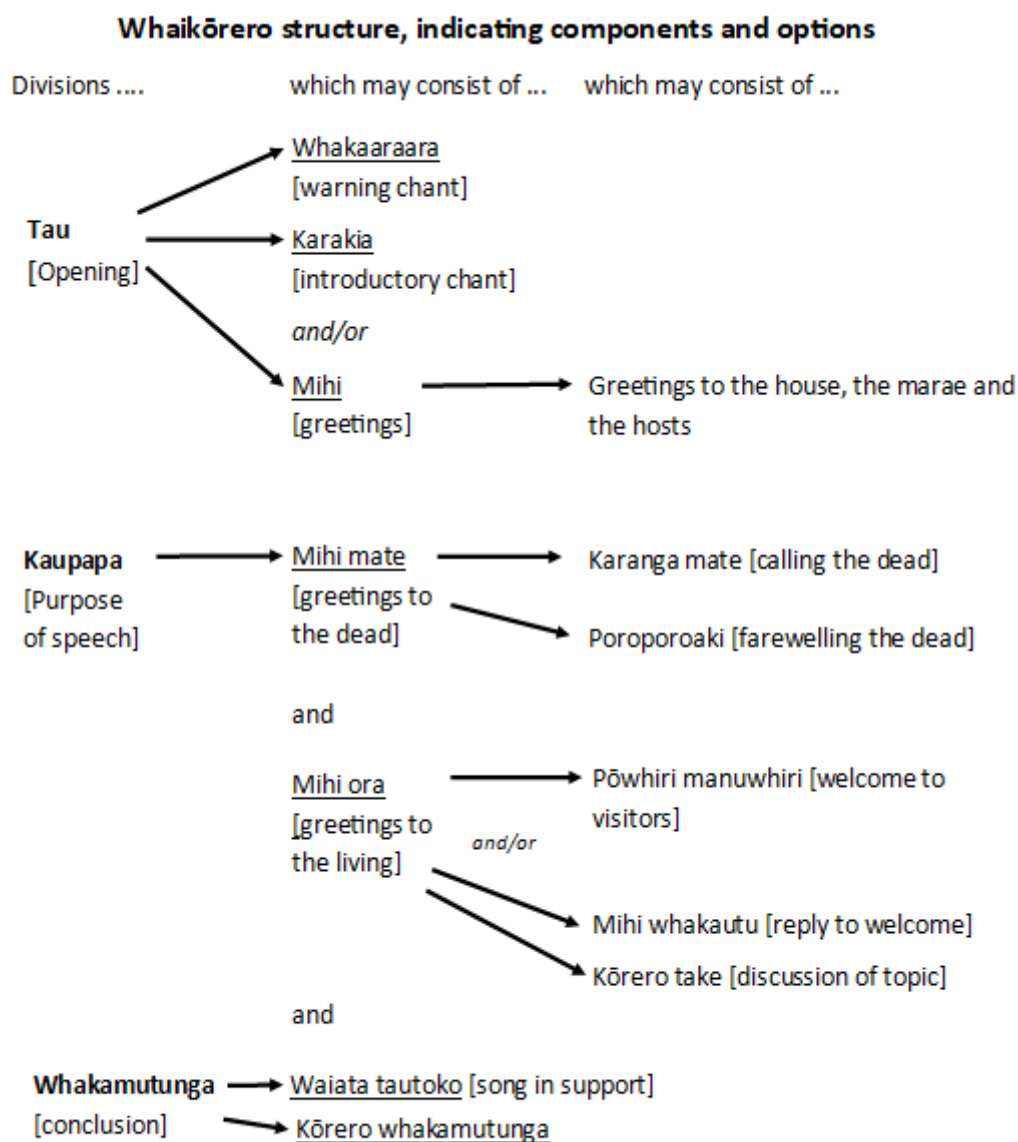 Whaikōrero structure, indicating components and options
Divisions .... which may consist of ... which may consist of ...
Whakaaraara
[warning chant]
Tau
Karakia
[Opening]
[introductory chant]
and/or
Mihi
Greetings to the house, the marae and
[greetings]
the hosts
Kaupapa
Mihi mate
Karanga mate [calling the dead]
[Purpose
[greetings to
of speech]
the dead]
Poroporoaki [farewelling the dead]
and
Mihi ora
Pōwhiri manuwhiri [welcome to
[greetings to
visitors]
the living]
and/or
Mihi whakautu [reply to welcome]
Kōrero take [discussion of topic]
and
Whakamutunga
Waiata tautoko [song in support]
[conclusion]
Kōrero whakamutunga